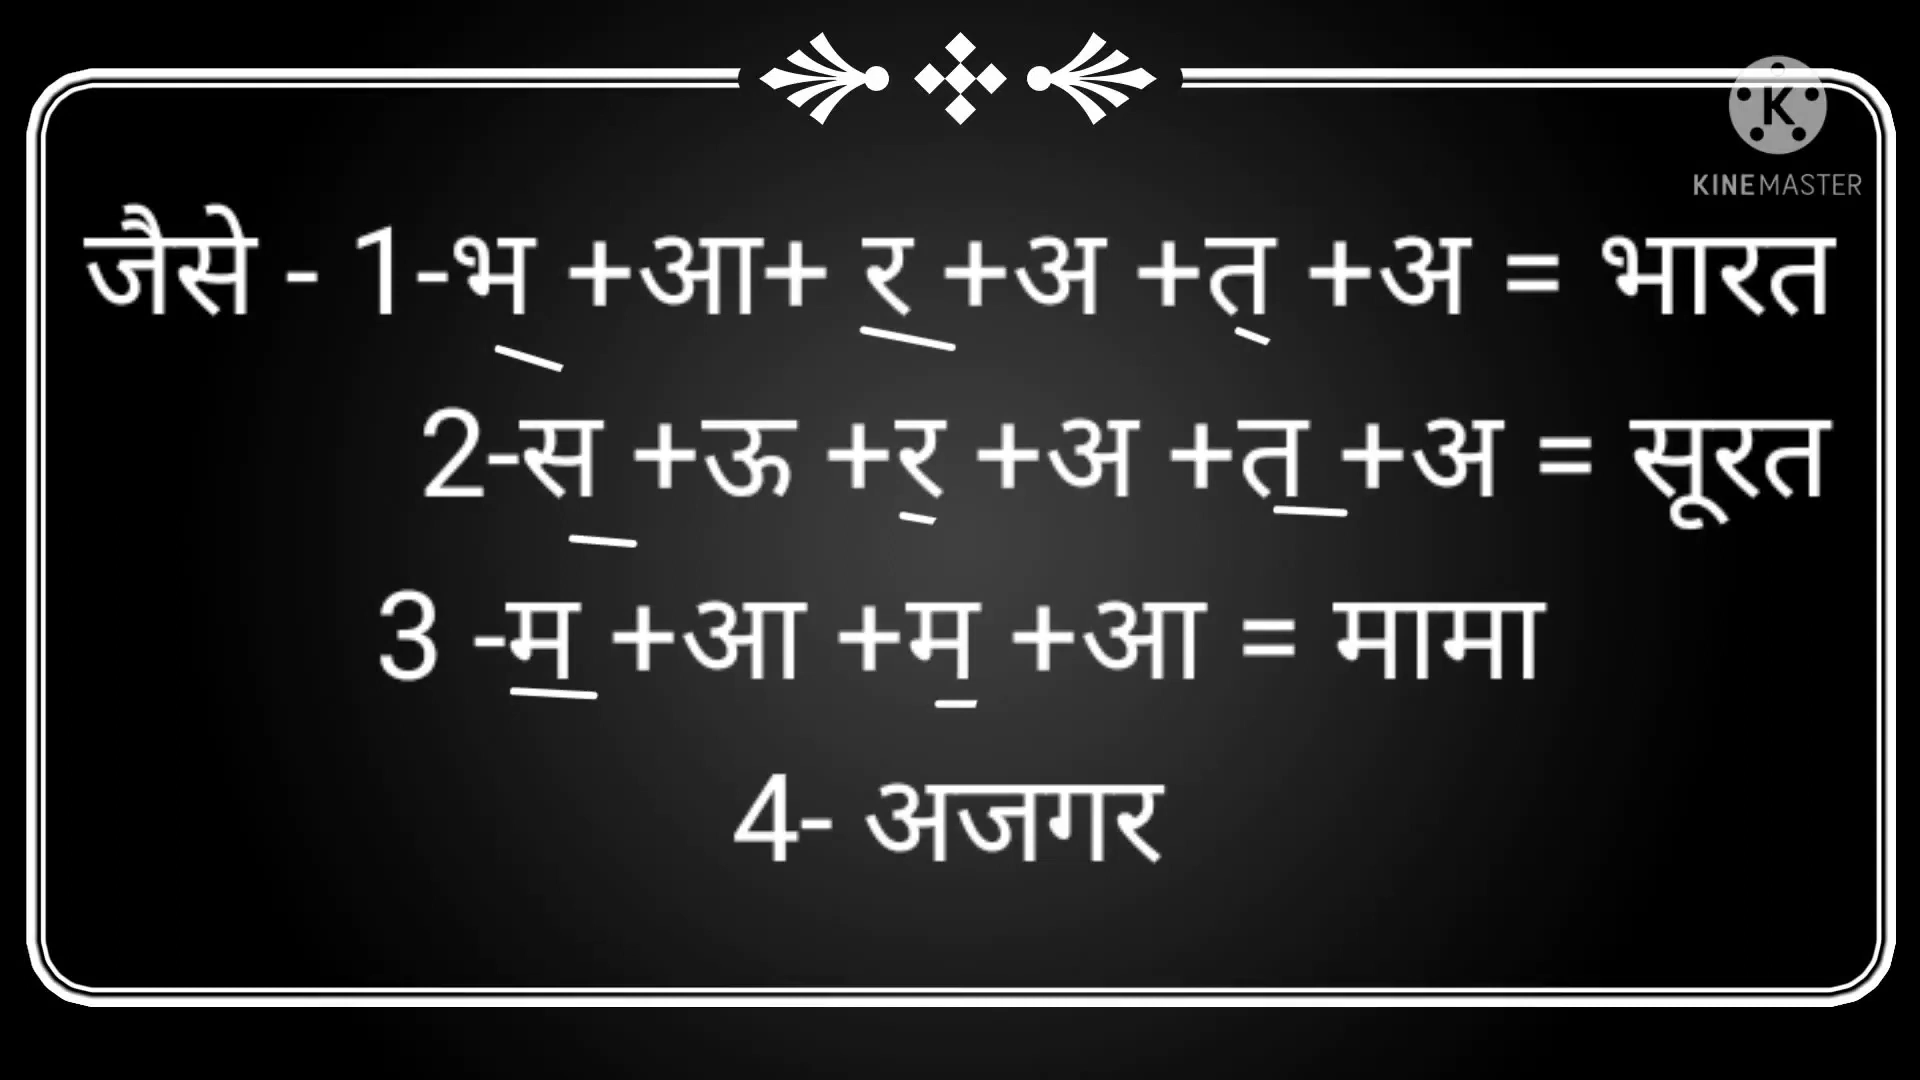 KINEMASTER
जैसे - 1-भ +आ+ र +अ +त +अ = भारत
2-स +ऊ +र +अ +त +अ = सूरत
3 -म +आ +म +आ = मामा
4- अजगर